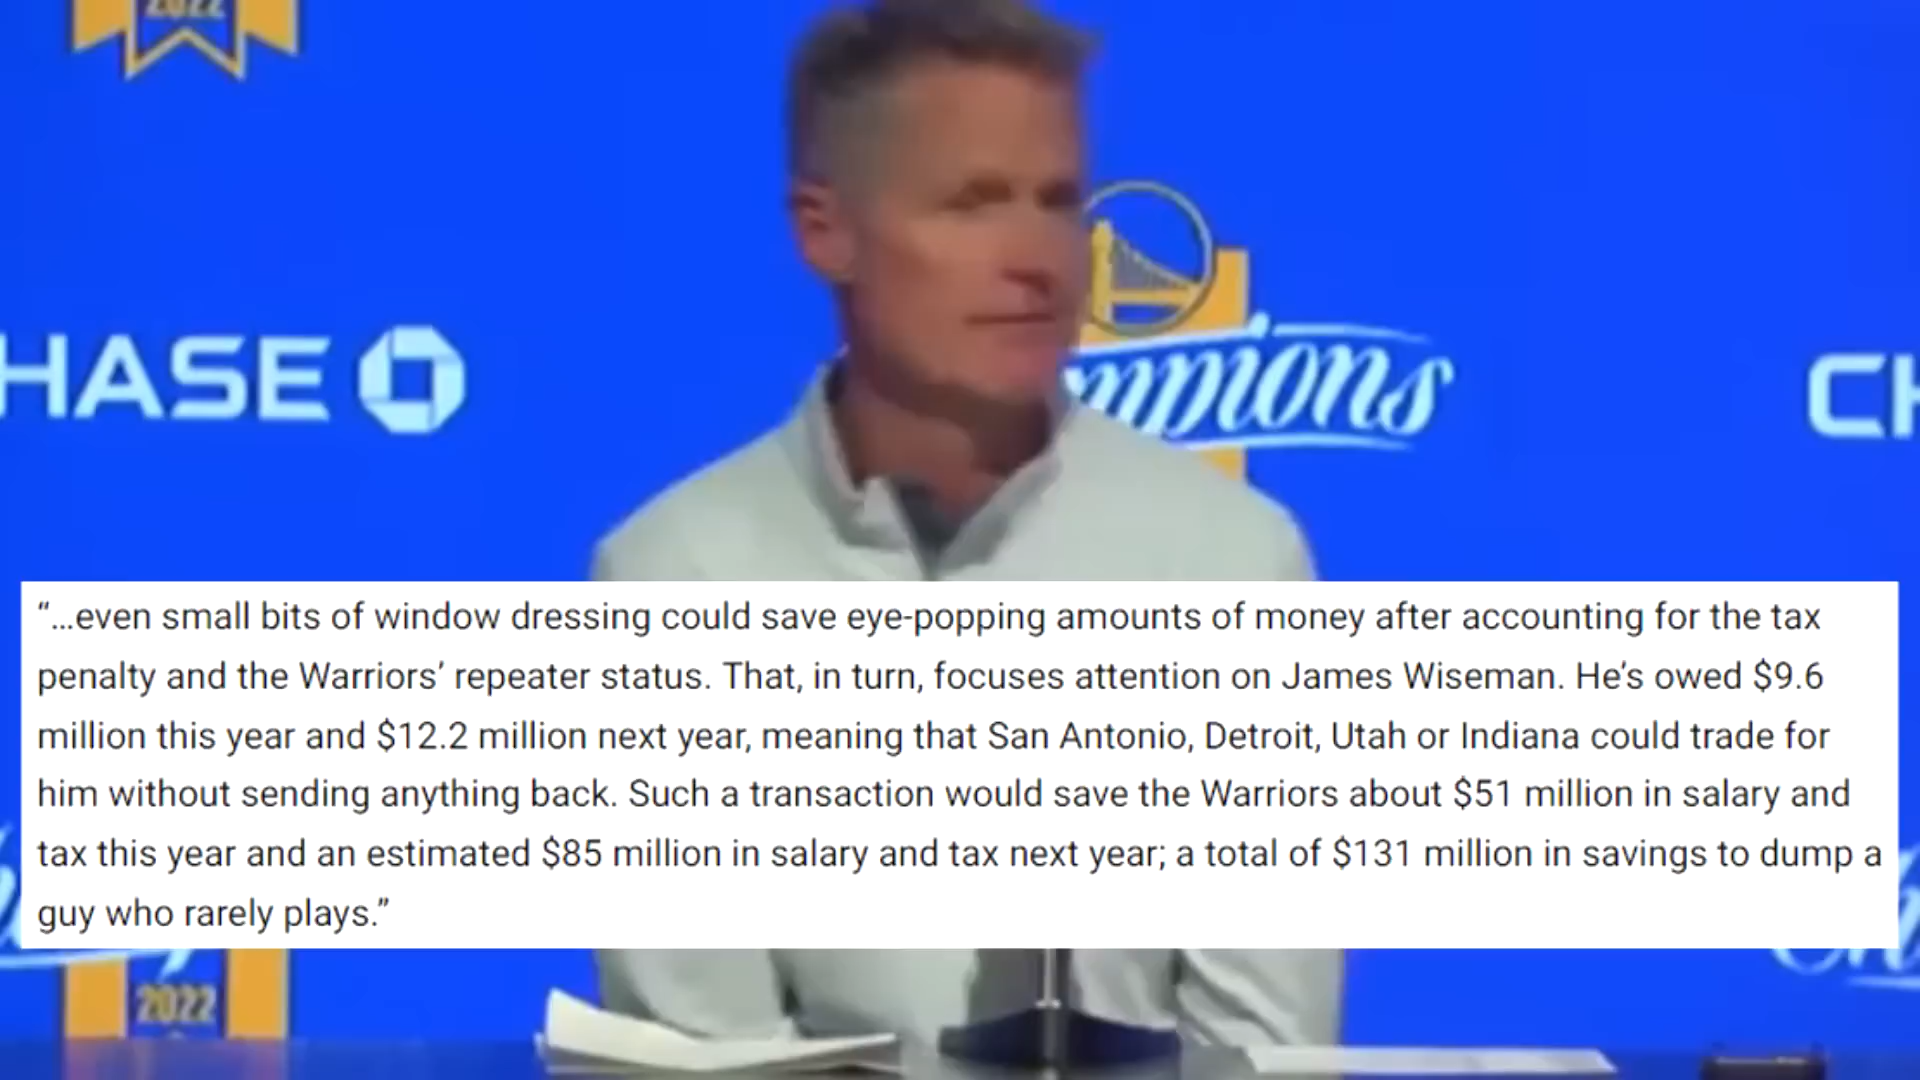 2022
HASE
mpions
CH
“...even small bits of window dressing could save eye-popping amounts of money after accounting for the tax
penalty and the Warriors’ repeater status. That, in turn, focuses attention on James Wiseman. He’s owed $9.6
million this year and $12.2 million next year, meaning that San Antonio, Detroit, Utah or Indiana could trade for
him without sending anything back. Such a transaction would save the Warriors about $51 million in salary and
tax this year and an estimated $85 million in salary and tax next year; a total of $131 million in savings to dump a
guy who rarely plays.”
Ch
2022